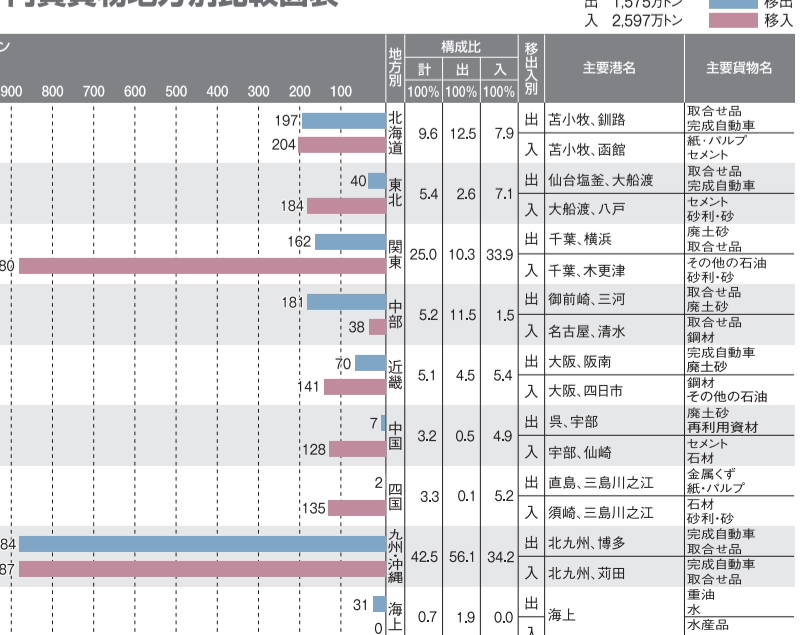 出 1,575万トン 移出
入 2,597万トン 移入
ン
900 800 700 600 500 400 300 200 100
地方別 構成比 移出入別 主要港名 主要貨物名
計 出 入
100% 100% 100%
197 204 北海道 9.6 12.5 7.9
出 苫小牧、釧路 取合せ品 完成自動車
入 苫小牧、函館 紙・パルプ セメント
40 184 東北 5.4 2.6 7.1
出 仙台塩釜、大船渡 取合せ品 完成自動車
入 大船渡、八戸 セメント 砂利・砂
162 80 関東 25.0 10.3 33.9
出 千葉、横浜 廃土砂 取合せ品
入 千葉、木更津 その他の石油 砂利・砂
181 38 中部 5.2 11.5 1.5
出 御前崎、三河 取合せ品 廃土砂
入 名古屋、清水 取合せ品 鋼材
70 141 近畿 5.1 4.5 5.4
出 大阪、阪南 完成自動車 廃土砂
入 大阪、四日市 鋼材 その他の石油
7 128 中国 3.2 0.5 4.9
出 呉、宇部 廃土砂 再利用資材
入 宇部、仙崎 セメント 石材
2 135 四国 3.3 0.1 5.2
出 直島、三島川之江 金属くず 紙・パルプ
入 須崎、三島川之江 石材 砂利・砂
84 87 九州・沖縄 42.5 56.1 34.2
出 北九州、博多 完成自動車 取合せ品
入 北九州、苅田 完成自動車 取合せ品
31 0 海上 0.7 1.9 0.0
出 海上 重油 水
入 水産品